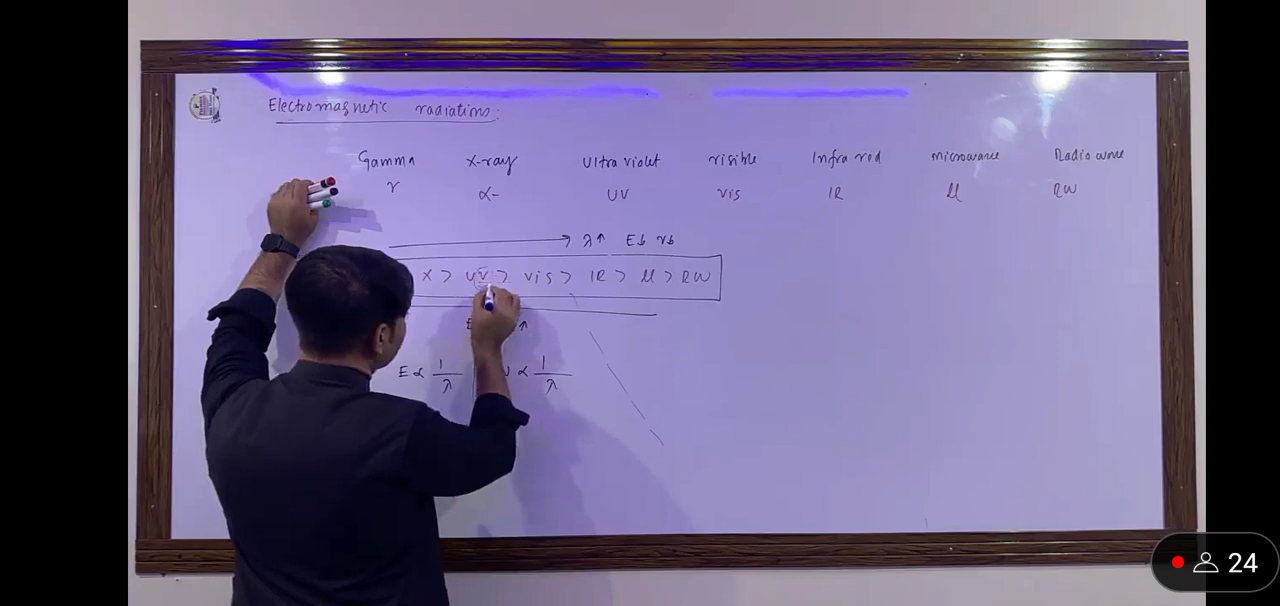 Electromagnetic radiations:
Gamma X-ray Ultra violet visible Infra red microwave Radio wave
γ α- UV vis IR μ RW
→ λ↑ E↓ ν↓
X > UV > Vis > IR > μ > RW
E ↑
E ∝ 1/λ ∝ 1/λ
24